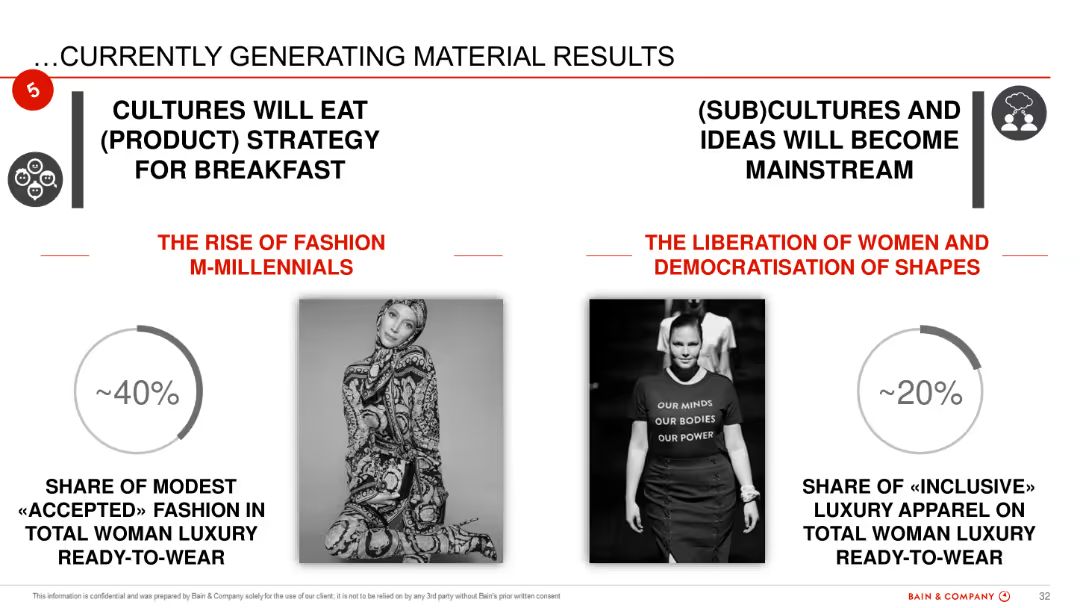 …CURRENTLY GENERATING MATERIAL RESULTS
5
CULTURES WILL EAT
(PRODUCT) STRATEGY
FOR BREAKFAST
(SUB)CULTURES AND
IDEAS WILL BECOME
MAINSTREAM
THE RISE OF FASHION
M-MILLENNIALS
THE LIBERATION OF WOMEN AND
DEMOCRATISATION OF SHAPES
~40%
SHARE OF MODEST
«ACCEPTED» FASHION IN
TOTAL WOMAN LUXURY
READY-TO-WEAR
OUR MINDS
OUR BODIES
OUR POWER
~20%
SHARE OF «INCLUSIVE»
LUXURY APPAREL ON
TOTAL WOMAN LUXURY
READY-TO-WEAR
This information is confidential and was prepared by Bain & Company solely for the use of our client; it is not to be relied on by any 3rd party without Bain's prior written consent
BAIN & COMPANY
32